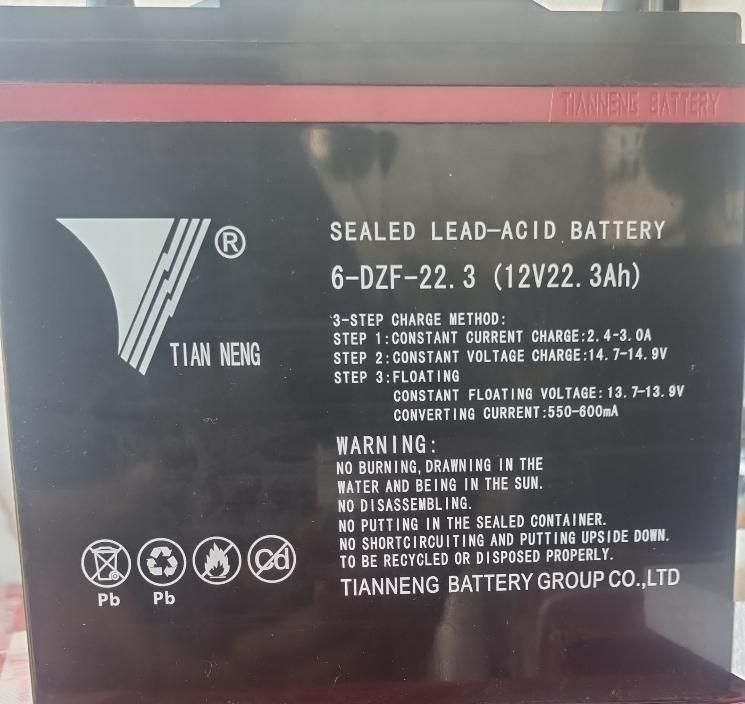 TIANNENG BATTERY
®
TIAN NENG
SEALED LEAD-ACID BATTERY
6-DZF-22.3 (12V22.3Ah)
3-STEP CHARGE METHOD:
STEP 1:CONSTANT CURRENT CHARGE:2.4-3.0A
STEP 2:CONSTANT VOLTAGE CHARGE:14.7-14.9V
STEP 3:FLOATING
CONSTANT FLOATING VOLTAGE:13.7-13.9V
CONVERTING CURRENT:550-600mA
WARNING:
NO BURNING, DRAWNING IN THE
WATER AND BEING IN THE SUN.
NO DISASSEMBLING.
NO PUTTING IN THE SEALED CONTAINER.
NO SHORTCIRCUITING AND PUTTING UPSIDE DOWN.
TO BE RECYCLED OR DISPOSED PROPERLY.
TIANNENG BATTERY GROUP CO.,LTD
Cd
Pb Pb